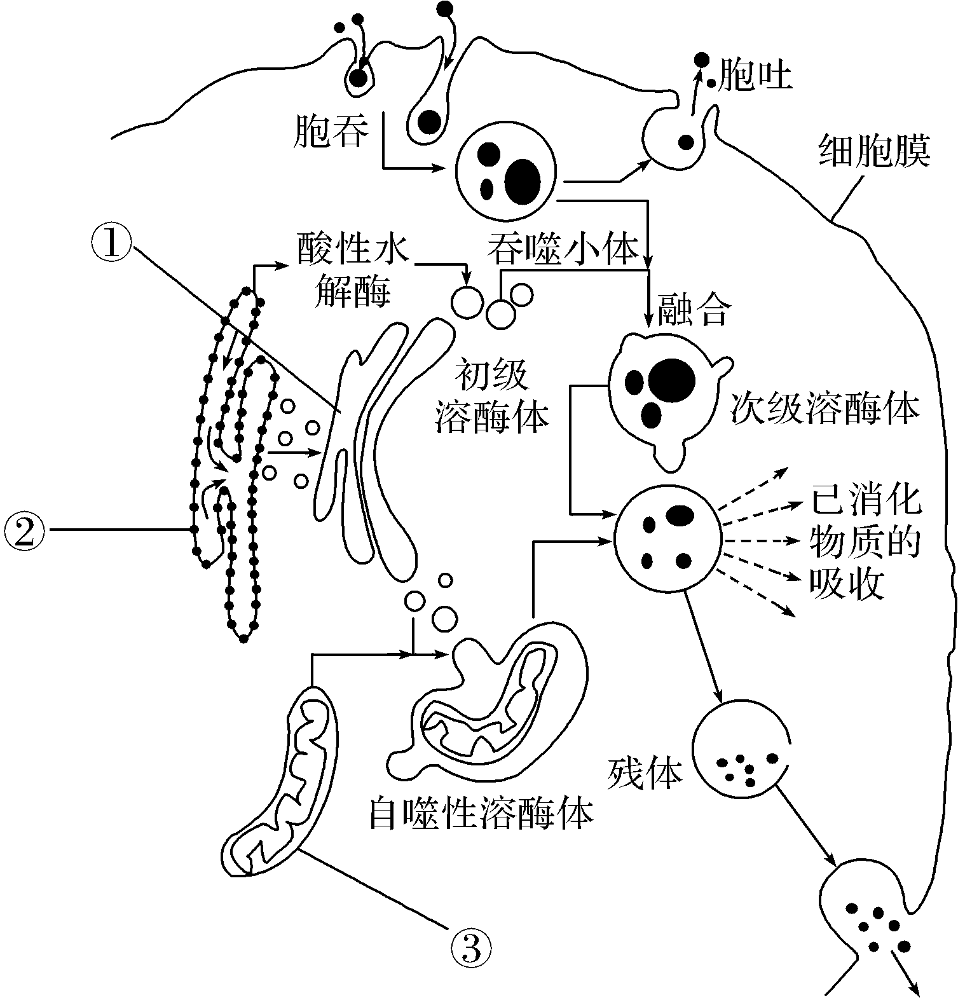 胞吐
胞吞
细胞膜
①
酸性水
解酶
吞噬小体
融合
初级
溶酶体
次级溶酶体
②
已消化
物质的
吸收
残体
自噬性溶酶体
③